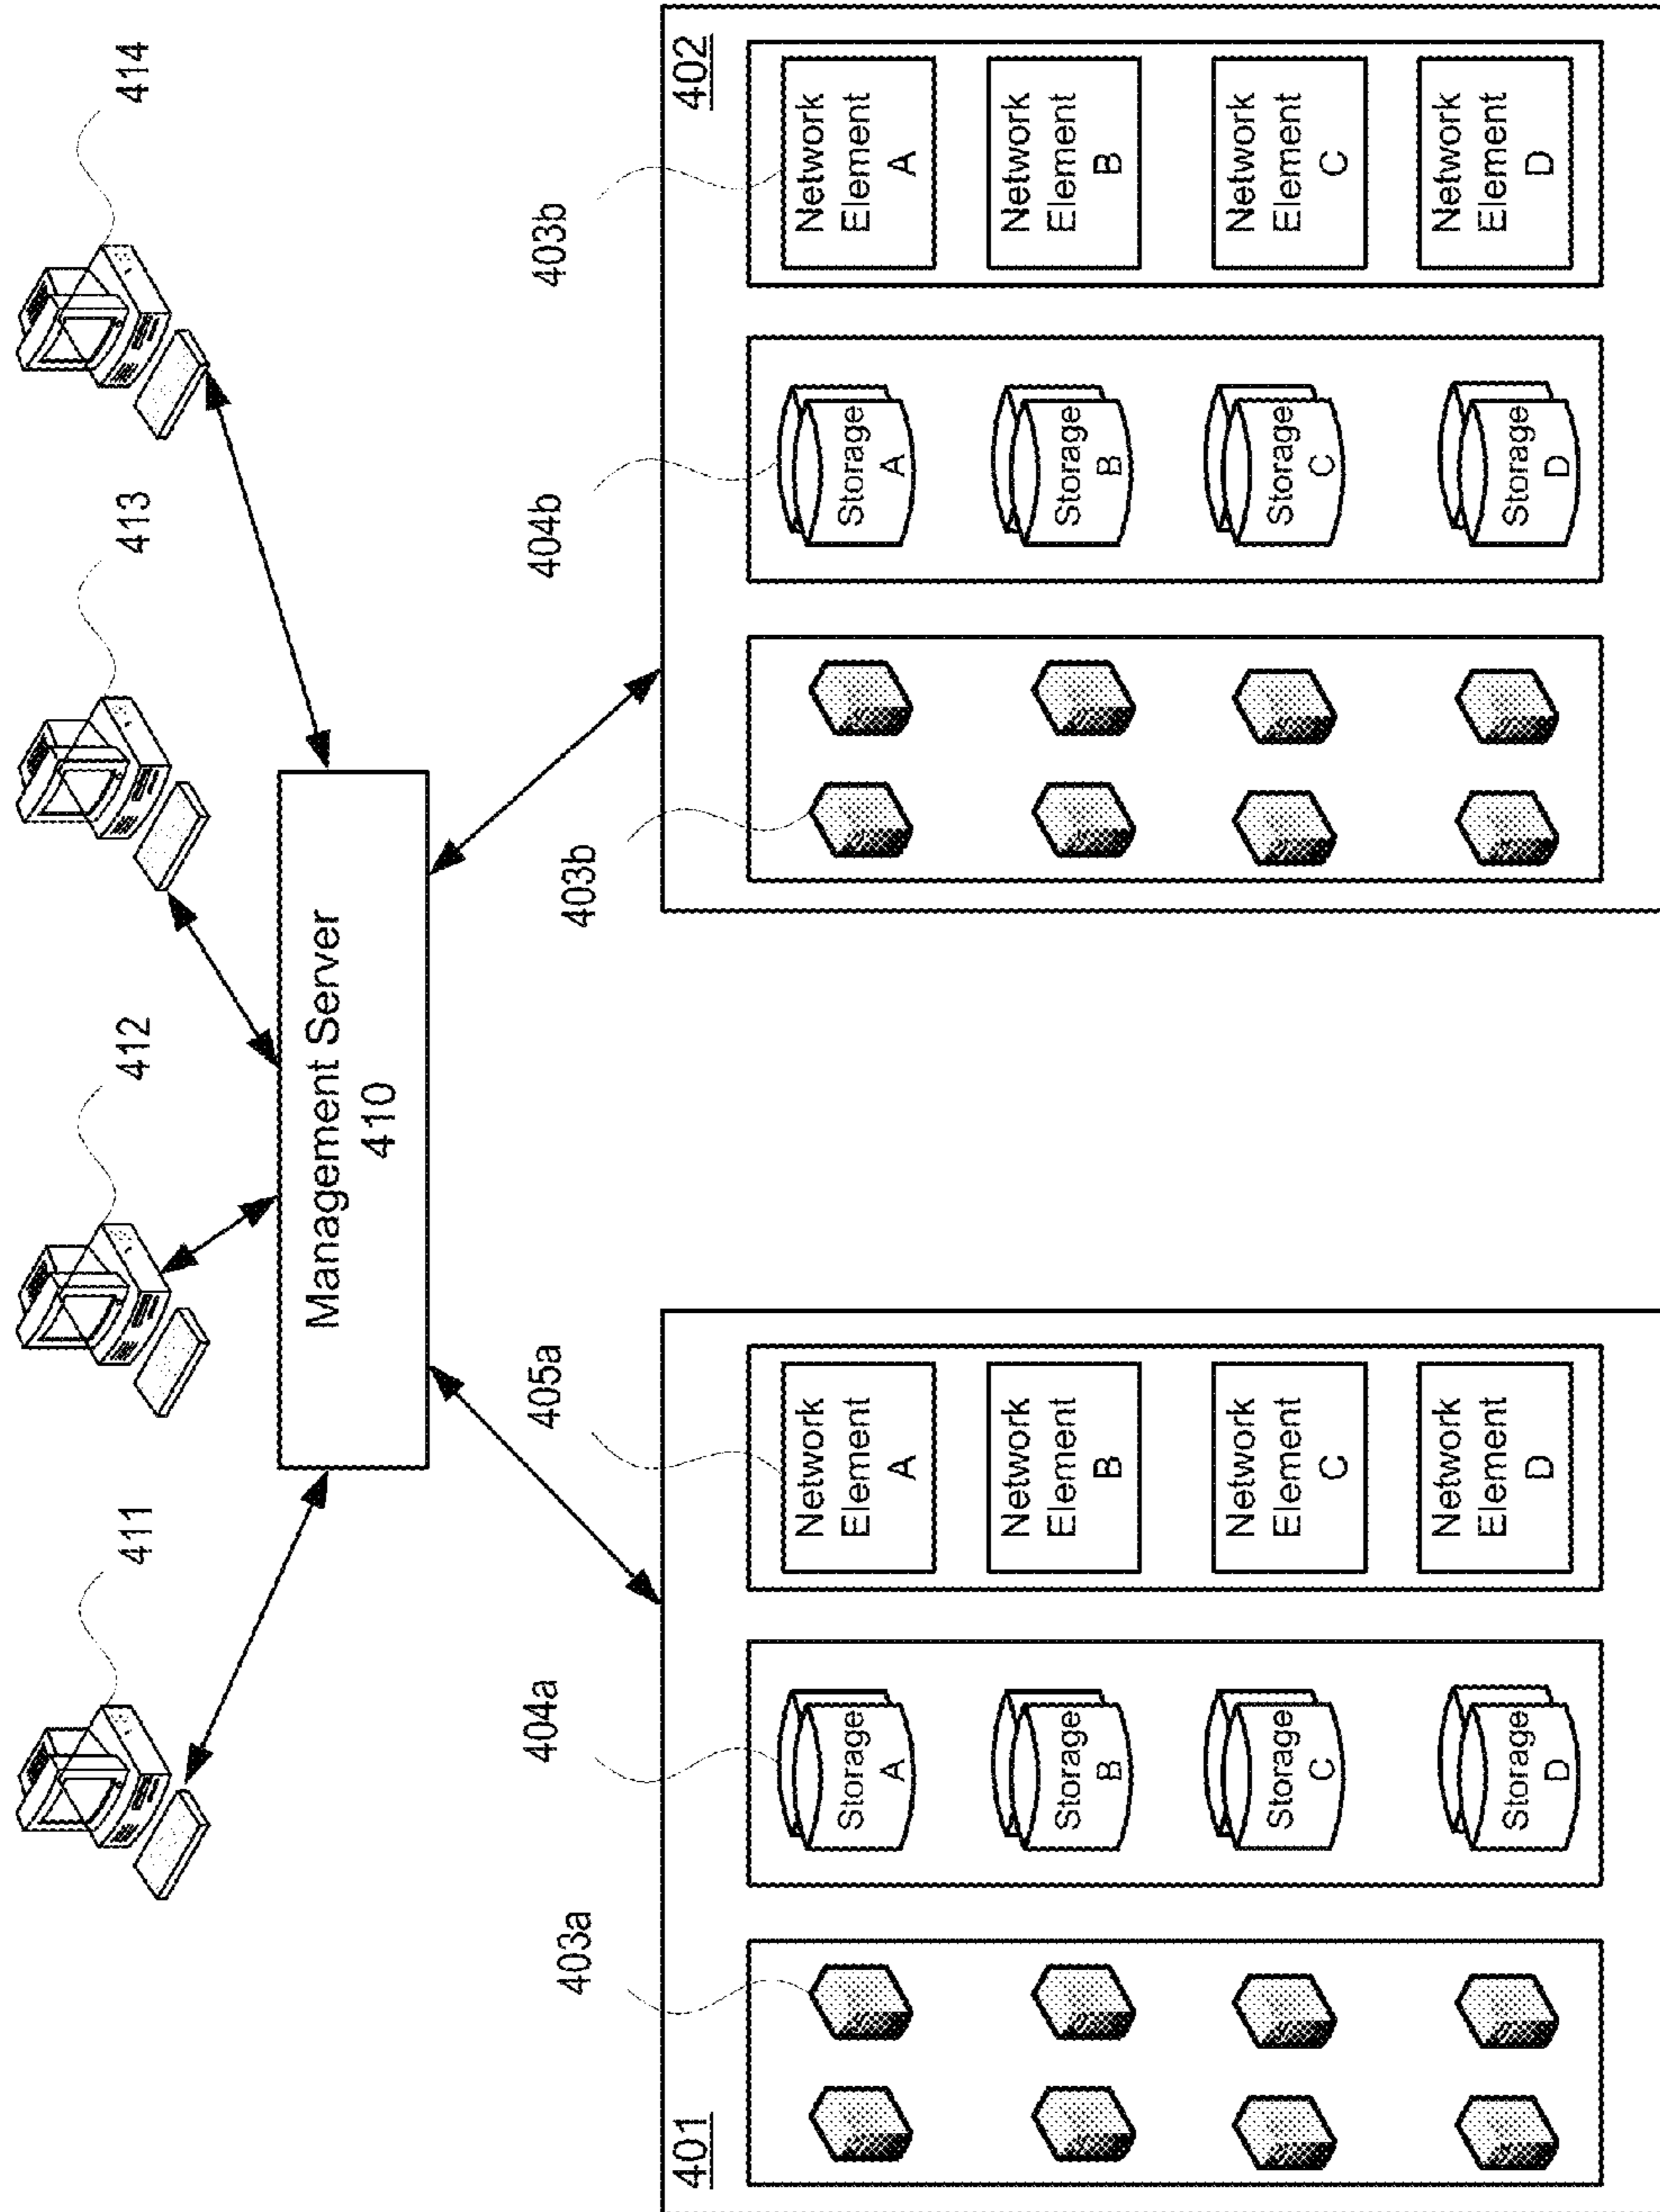 411
412
413
414
Management Server
410
403a
404a
405a
403b
404b
403b
401
Storage
A
Storage
B
Storage
C
Storage
D
Network
Element
A
Network
Element
B
Network
Element
C
Network
Element
D
402
Storage
A
Storage
B
Storage
C
Storage
D
Network
Element
A
Network
Element
B
Network
Element
C
Network
Element
D